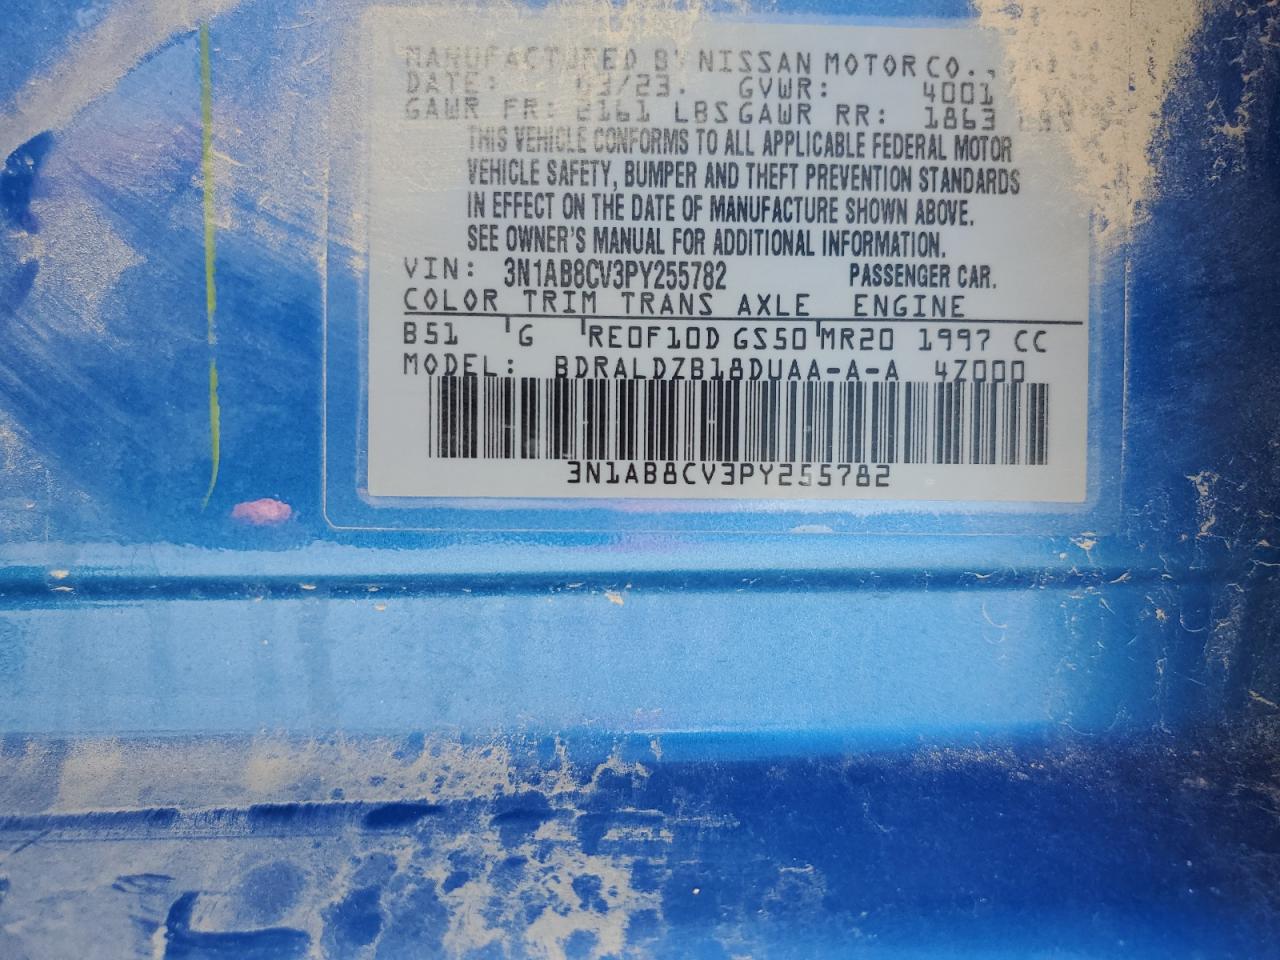 MANUFACTURED BY NISSAN MOTOR CO.,
DATE: 03/23. GVWR: 4001
GAWR FR: 2161 LBS GAWR RR: 1863 LBS
THIS VEHICLE CONFORMS TO ALL APPLICABLE FEDERAL MOTOR
VEHICLE SAFETY, BUMPER AND THEFT PREVENTION STANDARDS
IN EFFECT ON THE DATE OF MANUFACTURE SHOWN ABOVE.
SEE OWNER'S MANUAL FOR ADDITIONAL INFORMATION.
VIN: 3N1AB8CV3PY255782 PASSENGER CAR.
COLOR TRIM TRANS AXLE ENGINE
B51 G RE0F10D GS50 MR20 1997 CC
MODEL: BDRALDZB18DUAA-A-A 4Z000
3N1AB8CV3PY255782